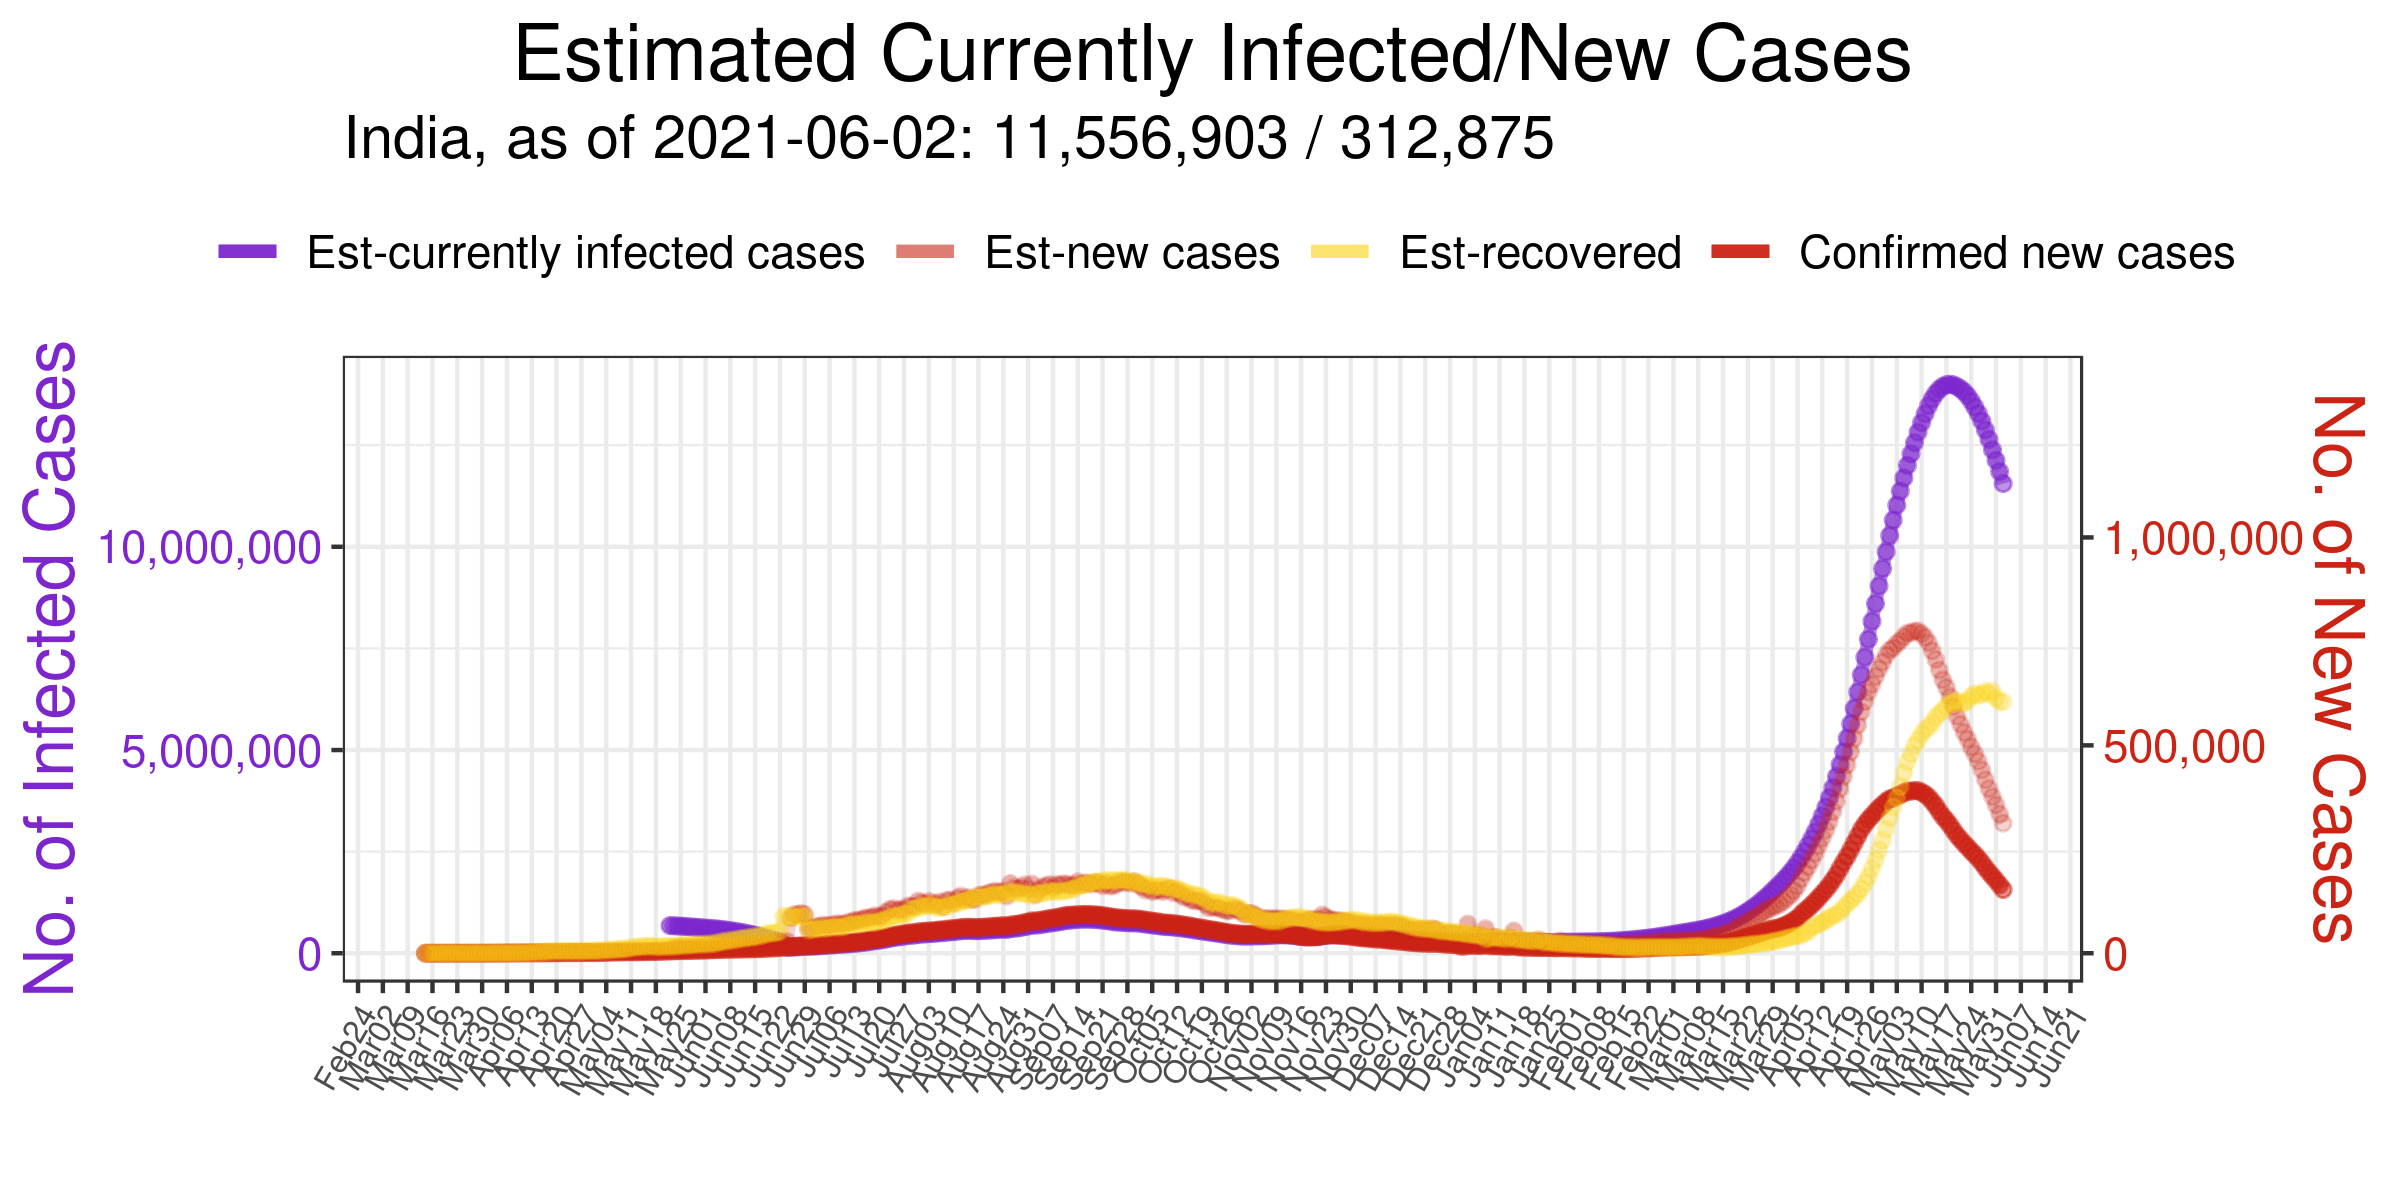 Estimated Currently Infected/New Cases
India, as of 2021-06-02: 11,556,903 / 312,875
Est-currently infected cases
Est-new cases
Est-recovered
Confirmed new cases
No. of Infected Cases
10,000,000
5,000,000
0
1,000,000
500,000
0
No. of New Cases
Feb24
Mar02
Mar09
Mar16
Mar23
Mar30
Apr06
Apr13
Apr20
Apr27
May04
May11
May18
May25
Jun01
Jun08
Jun15
Jun22
Jun29
Jul06
Jul13
Jul20
Jul27
Aug03
Aug10
Aug17
Aug24
Aug31
Sep07
Sep14
Sep21
Sep28
Oct05
Oct12
Oct19
Oct26
Nov02
Nov09
Nov16
Nov23
Nov30
Dec07
Dec14
Dec21
Dec28
Jan04
Jan11
Jan18
Jan25
Feb01
Feb08
Feb15
Feb22
Mar01
Mar08
Mar15
Mar22
Mar29
Apr05
Apr12
Apr19
Apr26
May03
May10
May17
May24
May31
Jun07
Jun14
Jun21